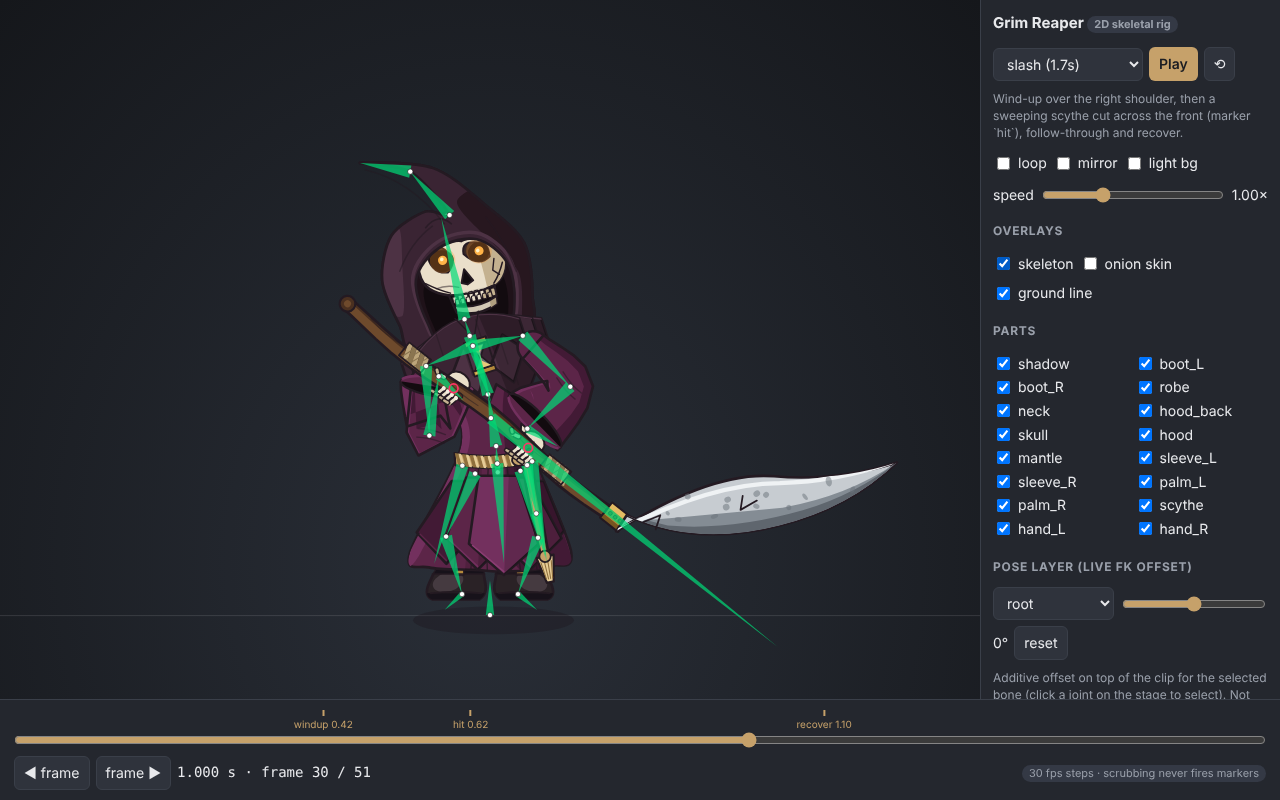 Grim Reaper 2D skeletal rig
slash (1.7s) Play ⟲
Wind-up over the right shoulder, then a
sweeping scythe cut across the front (marker
`hit`), follow-through and recover.
loop mirror light bg
speed 1.00×
OVERLAYS
skeleton onion skin
ground line
PARTS
shadow boot_L
boot_R robe
neck hood_back
skull hood
mantle sleeve_L
sleeve_R palm_L
palm_R scythe
hand_L hand_R
POSE LAYER (LIVE FK OFFSET)
root
0° reset
Additive offset on top of the clip for the selected
bone (click a joint on the stage to select). Not
windup 0.42 hit 0.62 recover 1.10
◀ frame frame ▶ 1.000 s · frame 30 / 51 30 fps steps · scrubbing never fires markers